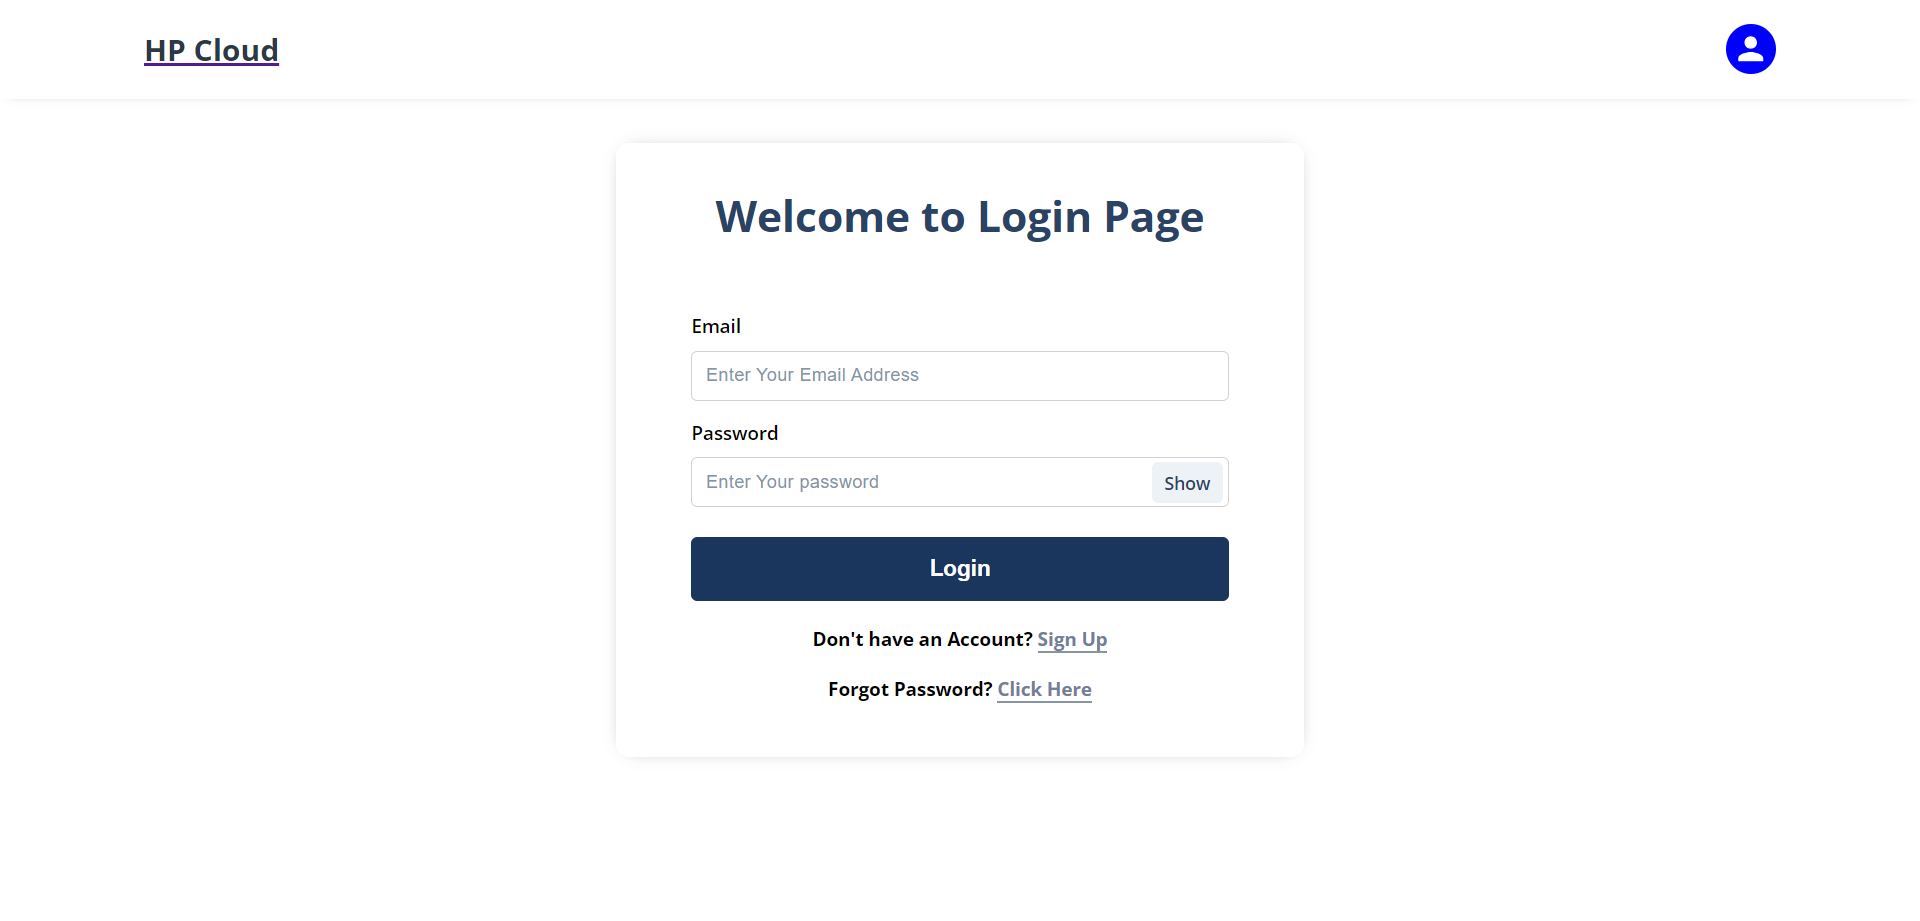 HP Cloud
Welcome to Login Page
Email
Enter Your Email Address
Password
Enter Your password
Show
Login
Don't have an Account? Sign Up
Forgot Password? Click Here